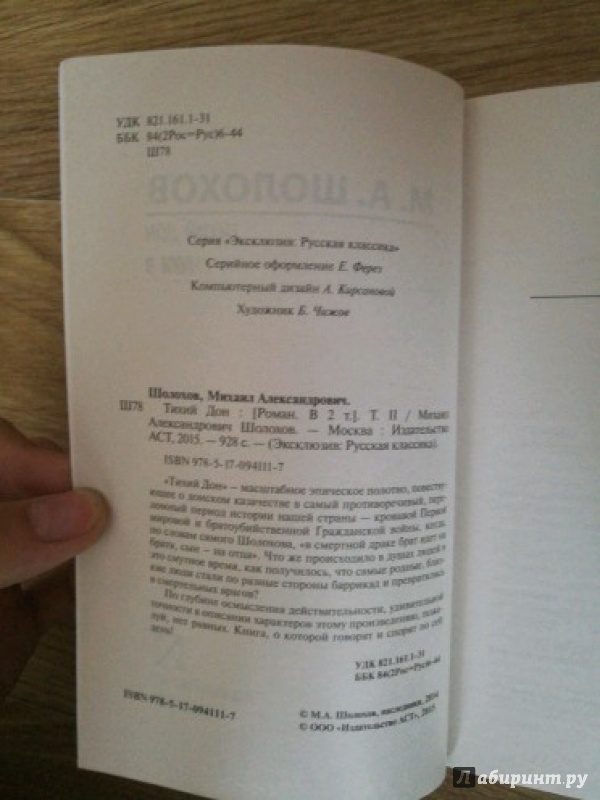 УДК 821.161.1-31
ББК 84(2Рос=Рус)6-44
Ш78
М.А. ШОЛОХОВ
Серия «Эксклюзив: Русская классика»
Серийное оформление Е. Ферез
Компьютерный дизайн А. Кирсановой
Художник Б. Чижов
Шолохов, Михаил Александрович.
Ш78 Тихий Дон : [Роман. В 2 т.]. Т. II / Михаил
Александрович Шолохов. — Москва : Издательство
АСТ, 2015. — 928 с. — (Эксклюзив: Русская классика).
ISBN 978-5-17-094111-7
«Тихий Дон» – масштабное эпическое полотно, повеству-
ющее о донском казачестве в самый противоречивый, пере-
ломный период истории нашей страны – кровавой Первой
мировой и братоубийственной Гражданской войны, когда,
по словам самого Шолохова, «в смертной драке брат идет на
брата, сын – на отца». Что же происходило в душах людей в
это смутное время, как получилось, что самые родные, близ-
кие люди стали по разные стороны баррикад и превратились
в смертельных врагов?
По глубине осмысления действительности, удивительной
точности в описании характеров этому произведению, пожа-
луй, нет равных. Книга, о которой говорят и спорят по сей
день!
УДК 821.161.1-31
ББК 84(2Рос=Рус)6-44
ISBN 978-5-17-094111-7
© М.А. Шолохов, наследники, 2014
© ООО «Издательство АСТ», 2015
Лабиринт.ру